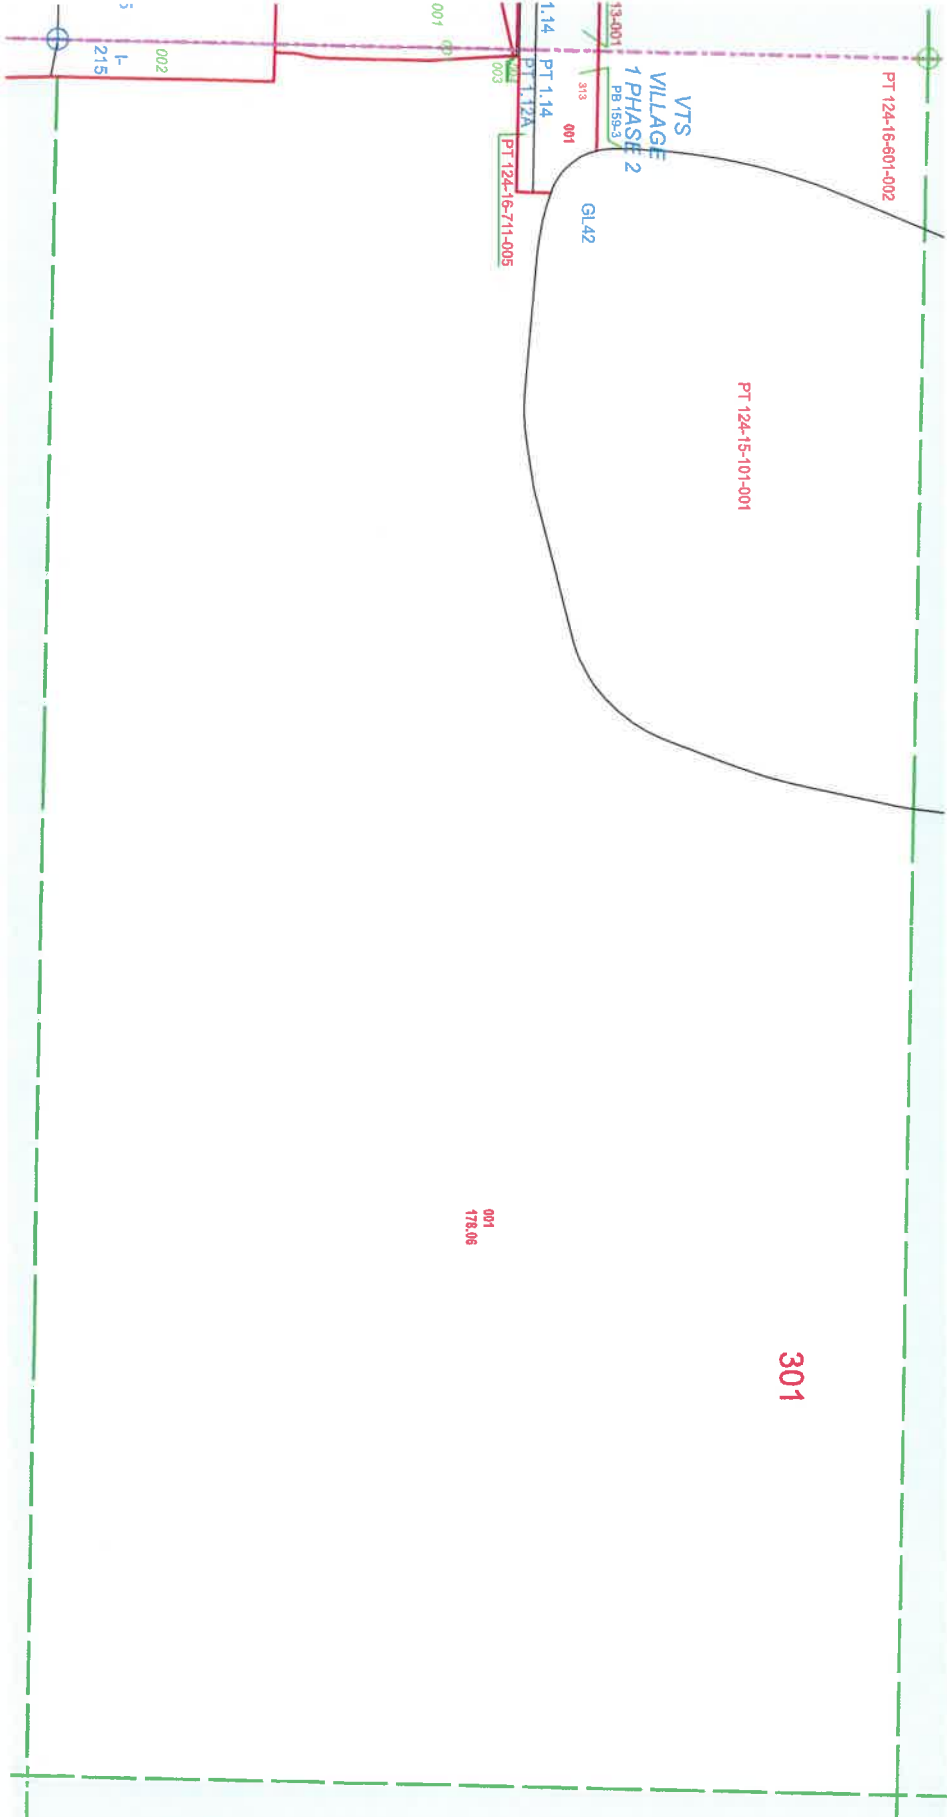 PT 124-16-601-002
VTS
VILLAGE
1 PHASE 2
PB 159-3
13-001
313
001
GL42
1.14
PT 1.14
PT 1.12A
PT 124-16-711-005
003
001
002
I-
215
PT 124-15-101-001
301
001
178.06